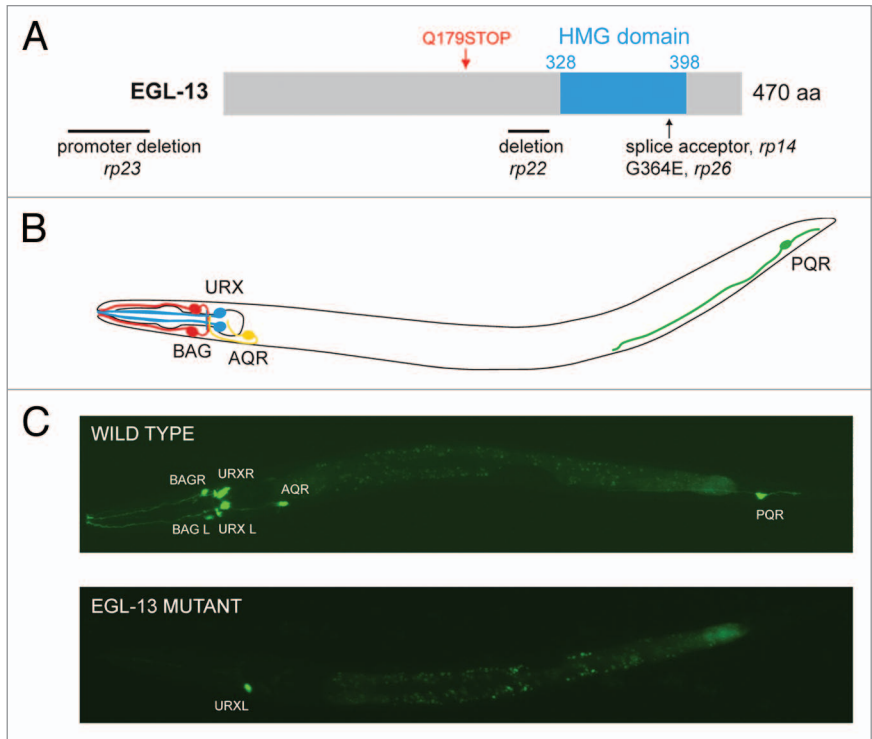 A
Q179STOP
HMG domain
328 398
EGL-13
470 aa
promoter deletion
rp23
deletion
rp22
splice acceptor, rp14
G364E, rp26
B
URX
PQR
BAG
AQR
C
WILD TYPE
BAGR
URXR
AQR
BAG L
URX L
PQR
EGL-13 MUTANT
URXL